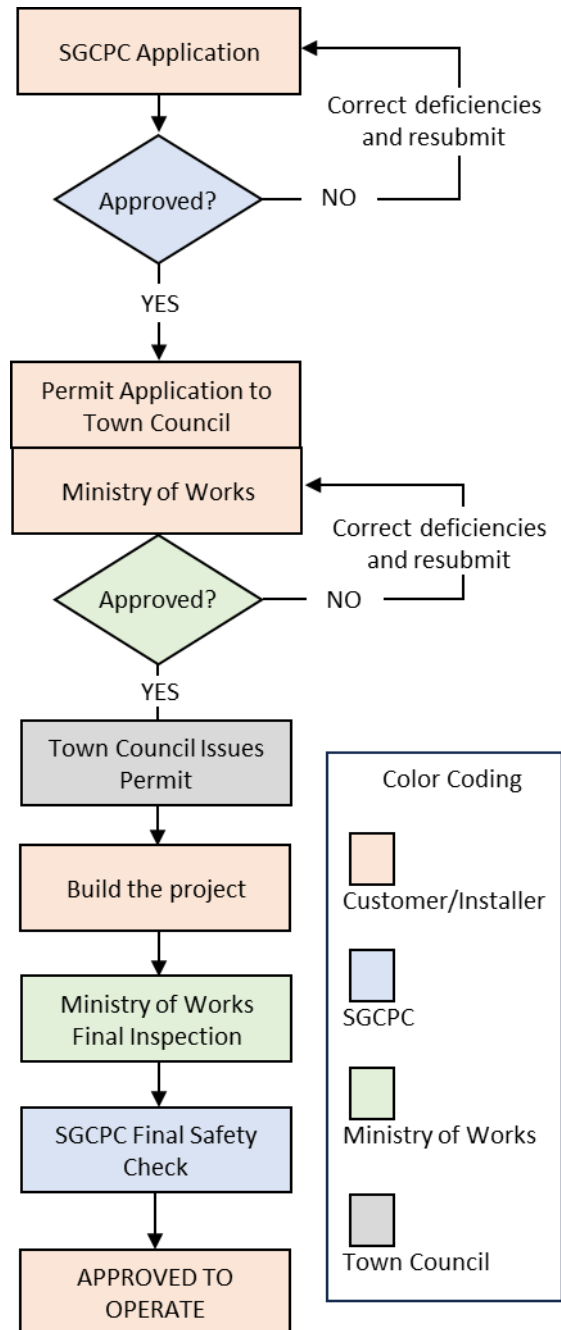 SGCPC Application
Correct deficiencies
and resubmit
Approved?
NO
YES
Permit Application to
Town Council
Ministry of Works
Correct deficiencies
and resubmit
Approved?
NO
YES
Town Council Issues
Permit
Build the project
Ministry of Works
Final Inspection
SGCPC Final Safety
Check
APPROVED TO
OPERATE
Color Coding
Customer/Installer
SGCPC
Ministry of Works
Town Council